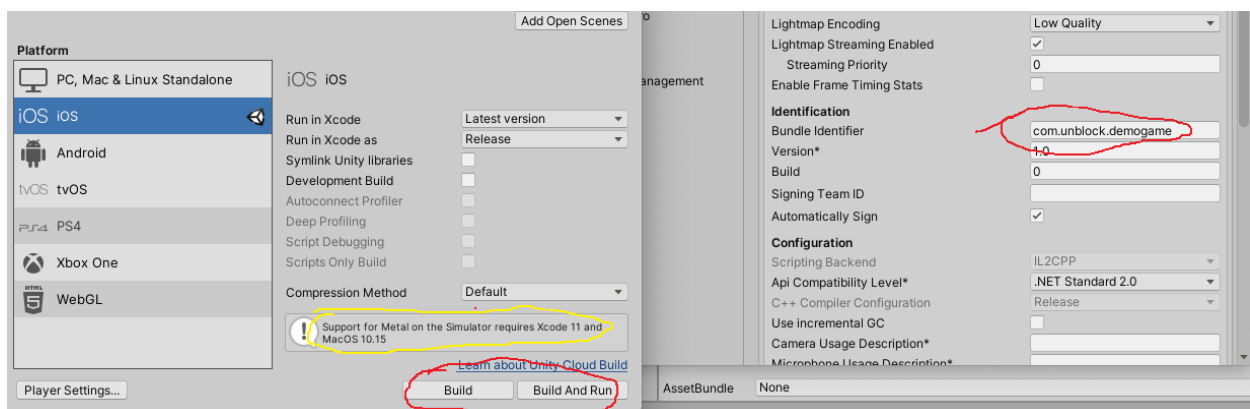 Add Open Scenes
Platform
PC, Mac & Linux Standalone
iOS iOS
Android
tvOS tvOS
PS4 PS4
Xbox One
HTML 5 WebGL
iOS iOS
Run in Xcode Latest version
Run in Xcode as Release
Symlink Unity libraries
Development Build
Autoconnect Profiler
Deep Profiling
Script Debugging
Scripts Only Build
Compression Method Default
Support for Metal on the Simulator requires Xcode 11 and
MacOS 10.15
Learn about Unity Cloud Build
Player Settings...
Build
Build And Run
anagement
Lightmap Encoding Low Quality
Lightmap Streaming Enabled
Streaming Priority 0
Enable Frame Timing Stats
Identification
Bundle Identifier com.unblock.demogame
Version* 1.0
Build 0
Signing Team ID
Automatically Sign
Configuration
Scripting Backend IL2CPP
Api Compatibility Level* .NET Standard 2.0
C++ Compiler Configuration Release
Use incremental GC
Camera Usage Description*
Microphone Usage Description*
AssetBundle None